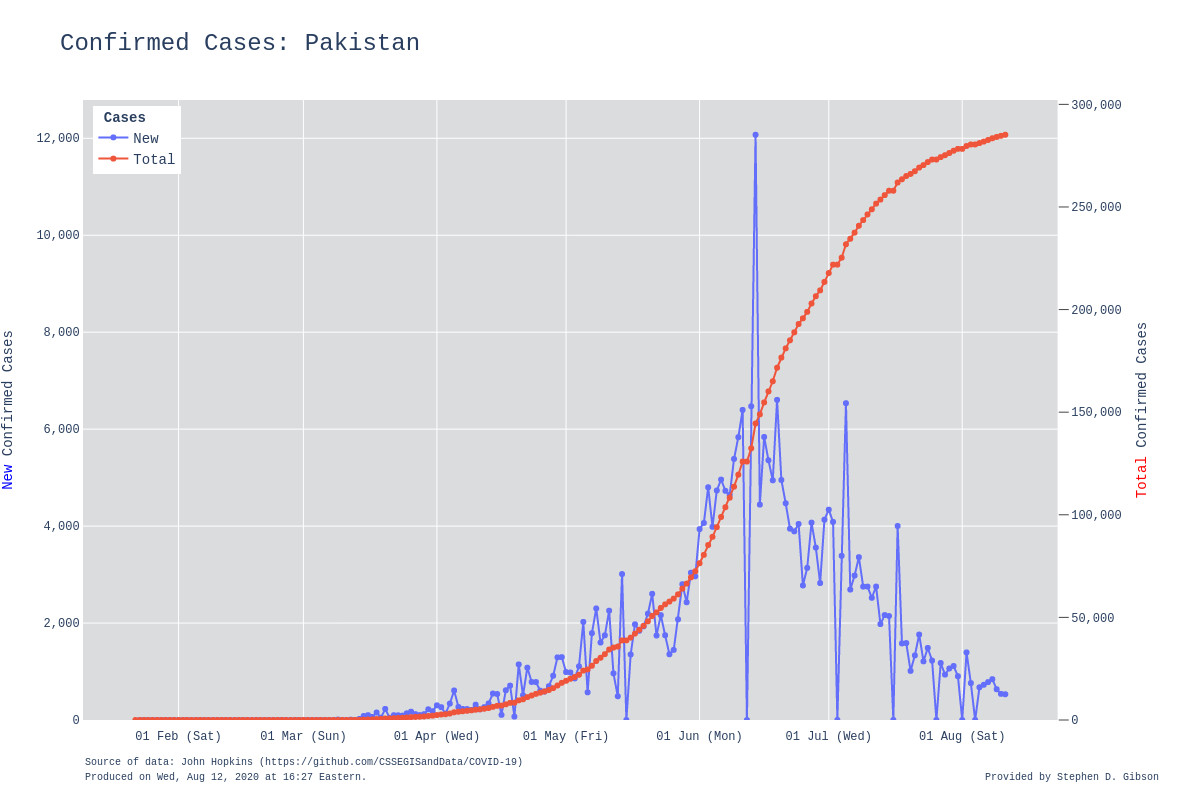 Confirmed Cases: Pakistan
Cases
New
Total
12,000
10,000
8,000
6,000
4,000
2,000
0
New Confirmed Cases
300,000
250,000
200,000
150,000
100,000
50,000
0
Total Confirmed Cases
01 Feb (Sat)
01 Mar (Sun)
01 Apr (Wed)
01 May (Fri)
01 Jun (Mon)
01 Jul (Wed)
01 Aug (Sat)
Source of data: John Hopkins (https://github.com/CSSEGISandData/COVID-19)
Produced on Wed, Aug 12, 2020 at 16:27 Eastern.
Provided by Stephen D. Gibson